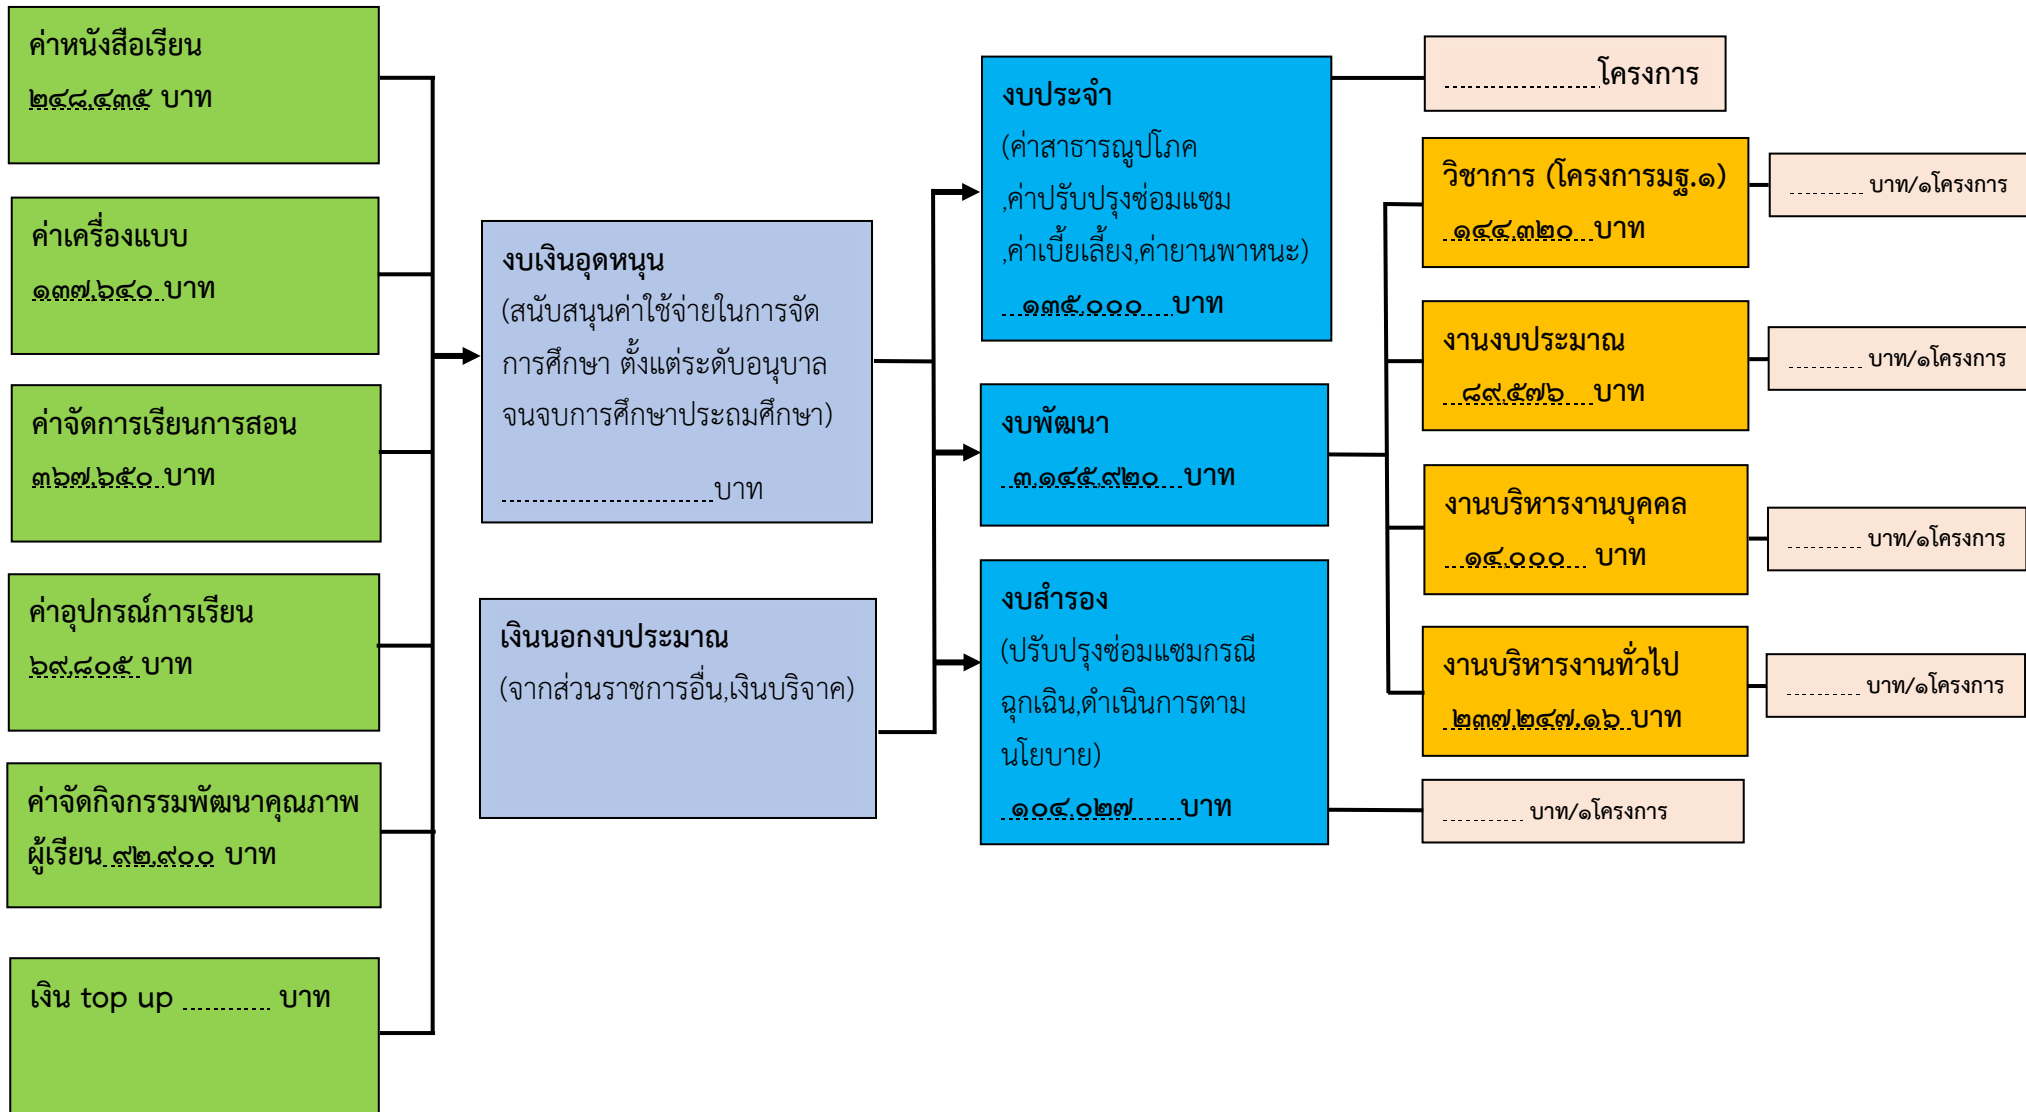 ค่าหนังสือเรียน
๒๔๘,๔๓๕ บาท
ค่าเครื่องแบบ
๑๓๗,๖๔๐ บาท
ค่าจัดการเรียนการสอน
๓๖๗,๖๕๐ บาท
ค่าอุปกรณ์การเรียน
๖๙,๘๐๕ บาท
ค่าจัดกิจกรรมพัฒนาคุณภาพ
ผู้เรียน ๙๒,๙๐๐ บาท
เงิน top up .......... บาท
งบเงินอุดหนุน
(สนับสนุนค่าใช้จ่ายในการจัด
การศึกษา ตั้งแต่ระดับอนุบาล
จนจบการศึกษาประถมศึกษา)
..........................บาท
เงินนอกงบประมาณ
(จากส่วนราชการอื่น,เงินบริจาค)
งบประจำ
(ค่าสาธารณูปโภค
,ค่าปรับปรุงซ่อมแซม
,ค่าเบี้ยเลี้ยง,ค่ายานพาหนะ)
๑๓๕,๐๐๐ บาท
งบพัฒนา
๓,๑๔๕,๙๒๐ บาท
งบสำรอง
(ปรับปรุงซ่อมแซมกรณี
ฉุกเฉิน,ดำเนินการตาม
นโยบาย)
๑๐๔,๐๒๗ บาท
...................โครงการ
วิชาการ (โครงการมฐ.๑)
๑๔๔,๓๒๐ บาท
งานงบประมาณ
๘๙,๕๗๖ บาท
งานบริหารงานบุคคล
๑๔,๐๐๐ บาท
งานบริหารงานทั่วไป
๒๓๗,๒๔๗.๑๖ บาท
.......... บาท/๑โครงการ
.......... บาท/๑โครงการ
.......... บาท/๑โครงการ
.......... บาท/๑โครงการ
.......... บาท/๑โครงการ